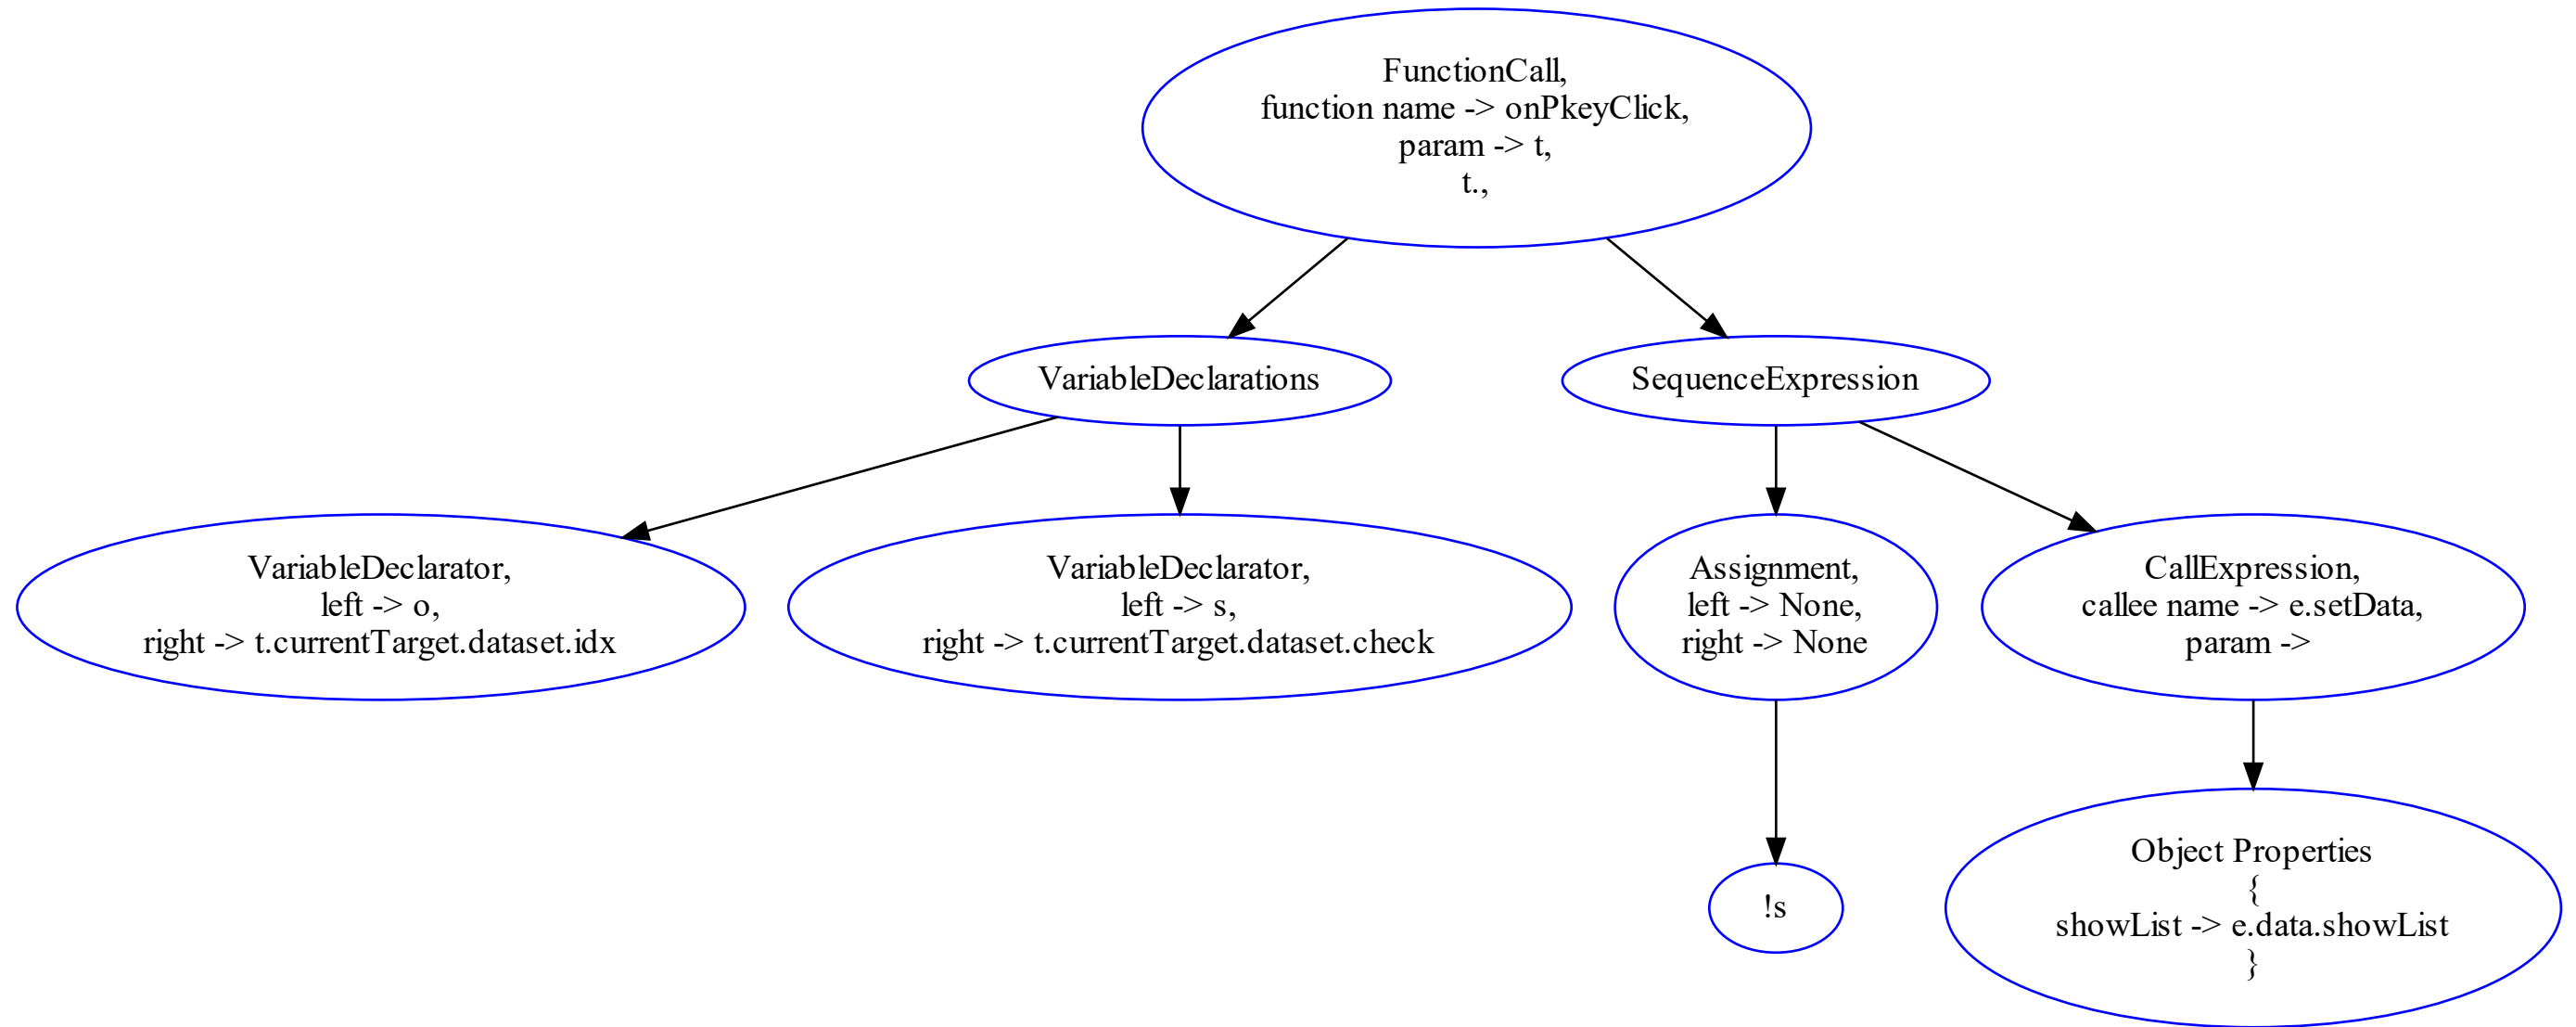 FunctionCall,
function name -> onPkeyClick,
param -> t,
t.,
VariableDeclarations
SequenceExpression
VariableDeclarator,
left -> o,
right -> t.currentTarget.dataset.idx
VariableDeclarator,
left -> s,
right -> t.currentTarget.dataset.check
Assignment,
left -> None,
right -> None
CallExpression,
callee name -> e.setData,
param ->
!s
Object Properties
{
showList -> e.data.showList
}